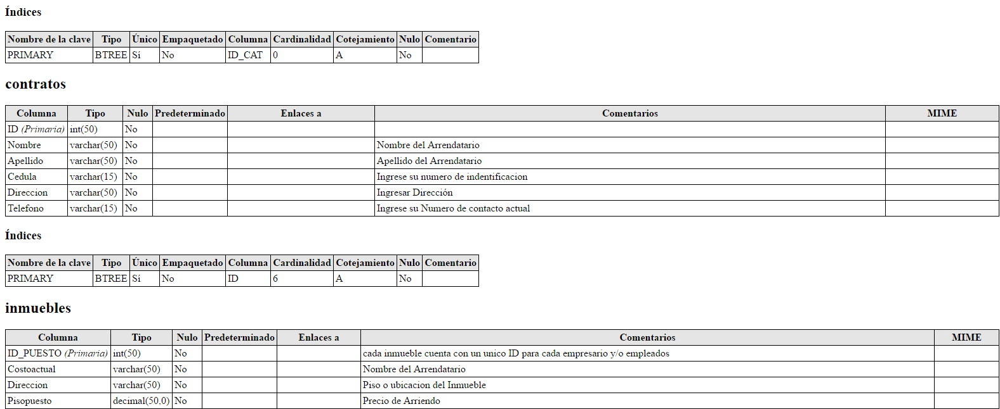 Índices
Nombre de la clave Tipo Único Empaquetado Columna Cardinalidad Cotejamiento Nulo Comentario
PRIMARY BTREE Sí No ID_CAT 0 A No
contratos
Columna Tipo Nulo Predeterminado Enlaces a Comentarios MIME
ID (Primaria) int(50) No
Nombre varchar(50) No Nombre del Arrendatario
Apellido varchar(50) No Apellido del Arrendatario
Cedula varchar(15) No Ingrese su numero de indentificacion
Direccion varchar(50) No Ingresar Dirección
Telefono varchar(15) No Ingrese su Numero de contacto actual
Índices
Nombre de la clave Tipo Único Empaquetado Columna Cardinalidad Cotejamiento Nulo Comentario
PRIMARY BTREE Sí No ID 6 A No
inmuebles
Columna Tipo Nulo Predeterminado Enlaces a Comentarios MIME
ID_PUESTO (Primaria) int(50) No cada inmueble cuenta con un unico ID para cada empresario y/o empleados
Costoactual varchar(50) No Nombre del Arrendatario
Direccion varchar(50) No Piso o ubicacion del Inmueble
Pisopuesto decimal(50,0) No Precio de Arriendo